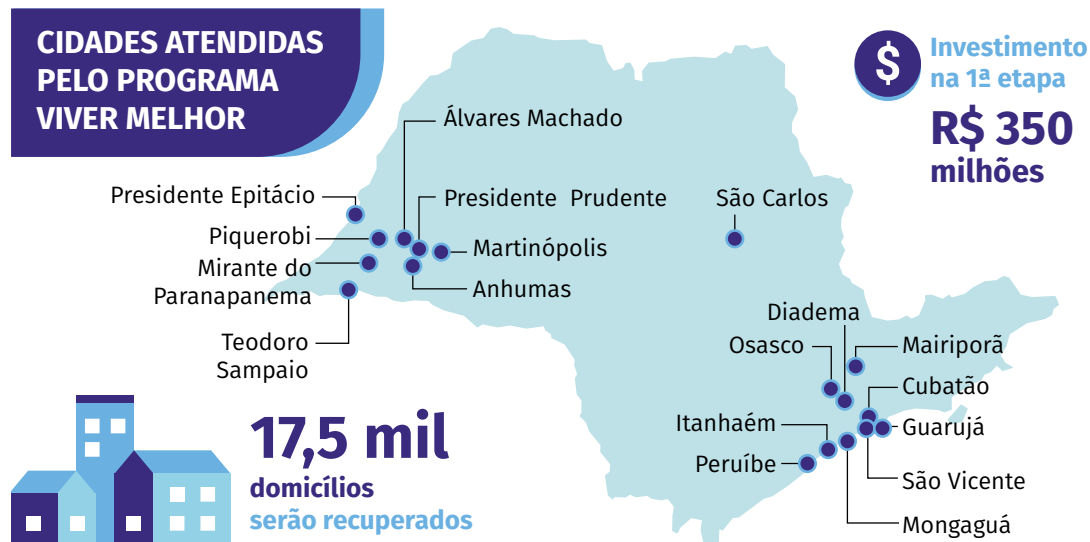 CIDADES ATENDIDAS
PELO PROGRAMA
VIVER MELHOR
$
Investimento
na 1ª etapa
R$ 350
milhões
Álvares Machado
Presidente Epitácio
Presidente Prudente
São Carlos
Piquerobi
Martinópolis
Mirante do
Paranapanema
Anhumas
Teodoro
Sampaio
Diadema
Osasco
Mairiporã
Cubatão
Itanhaém
Guarujá
Peruíbe
São Vicente
Mongaguá
17,5 mil
domicílios
serão recuperados